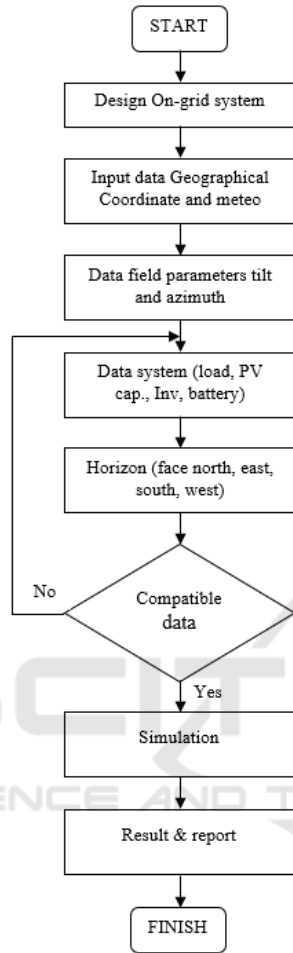 START
Design On-grid system
Input data Geographical
Coordinate and meteo
Data field parameters tilt
and azimuth
Data system (load, PV
cap., Inv, battery)
Horizon (face north, east,
south, west)
No
Compatible
data
Yes
Simulation
Result & report
FINISH